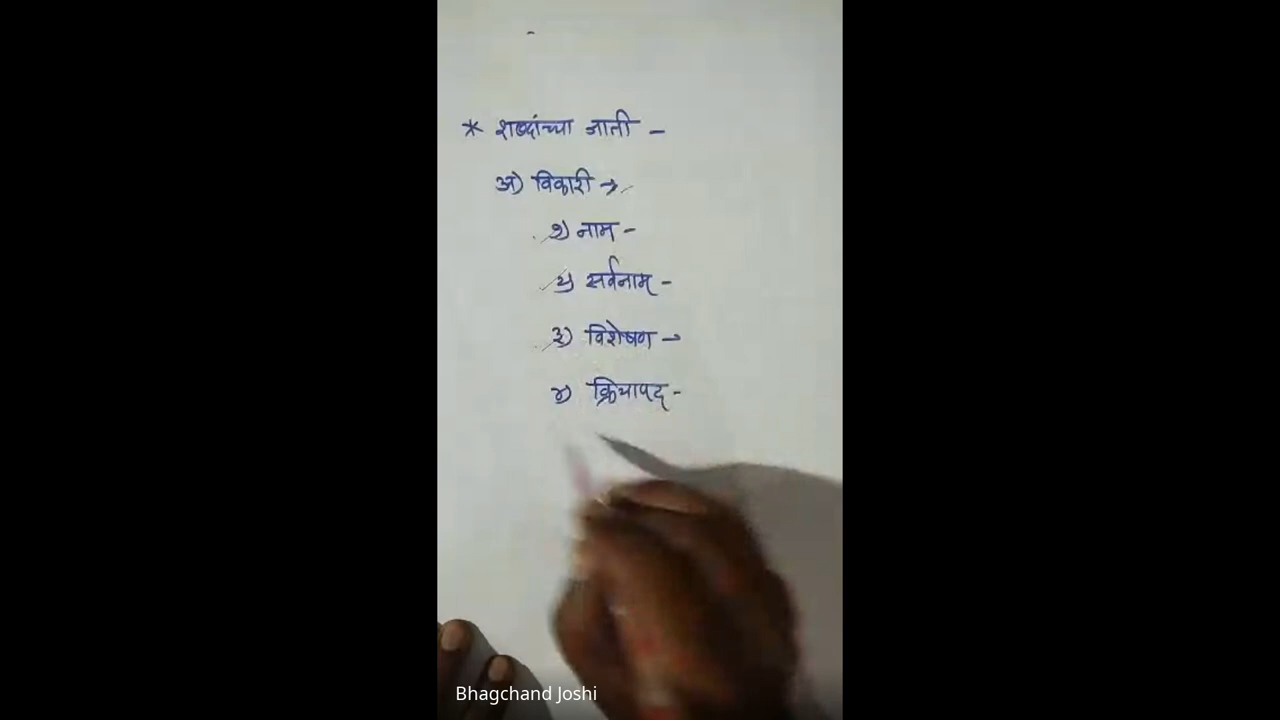 * शब्दांच्या जाती -
अ) विकारी →
१) नाम -
२) सर्वनाम -
३) विशेषण →
४) क्रियापद -
Bhagchand Joshi